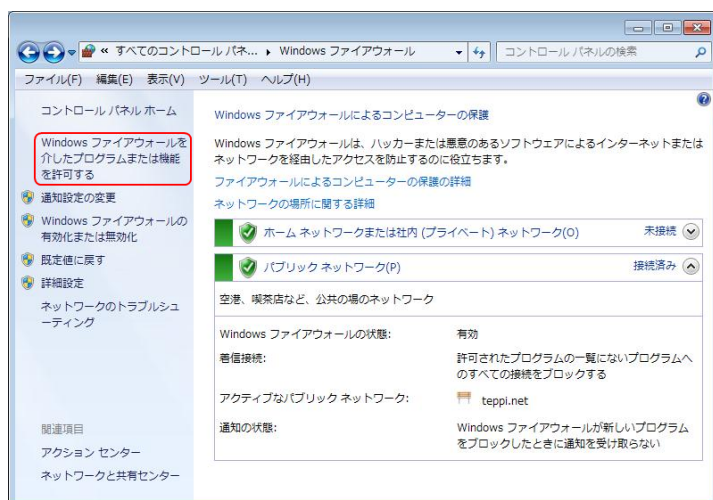 « すべてのコントロール パネ... ▸ Windows ファイアウォール
コントロール パネルの検索
ファイル(F) 編集(E) 表示(V) ツール(T) ヘルプ(H)
コントロール パネル ホーム
Windows ファイアウォールを
介したプログラムまたは機能
を許可する
通知設定の変更
Windows ファイアウォールの
有効化または無効化
既定値に戻す
詳細設定
ネットワークのトラブルシュ
ーティング
関連項目
アクション センター
ネットワークと共有センター
Windows ファイアウォールによるコンピューターの保護
Windows ファイアウォールは、ハッカーまたは悪意のあるソフトウェアによるインターネットまたは
ネットワークを経由したアクセスを防止するのに役立ちます。
ファイアウォールによるコンピューターの保護の詳細
ネットワークの場所に関する詳細
ホーム ネットワークまたは社内 (プライベート) ネットワーク(O) 未接続
パブリック ネットワーク(P) 接続済み
空港、喫茶店など、公共の場のネットワーク
Windows ファイアウォールの状態: 有効
着信接続: 許可されたプログラムの一覧にないプログラムへ
のすべての接続をブロックする
アクティブなパブリック ネットワーク: teppi.net
通知の状態: Windows ファイアウォールが新しいプログラム
をブロックしたときに通知を受け取らない